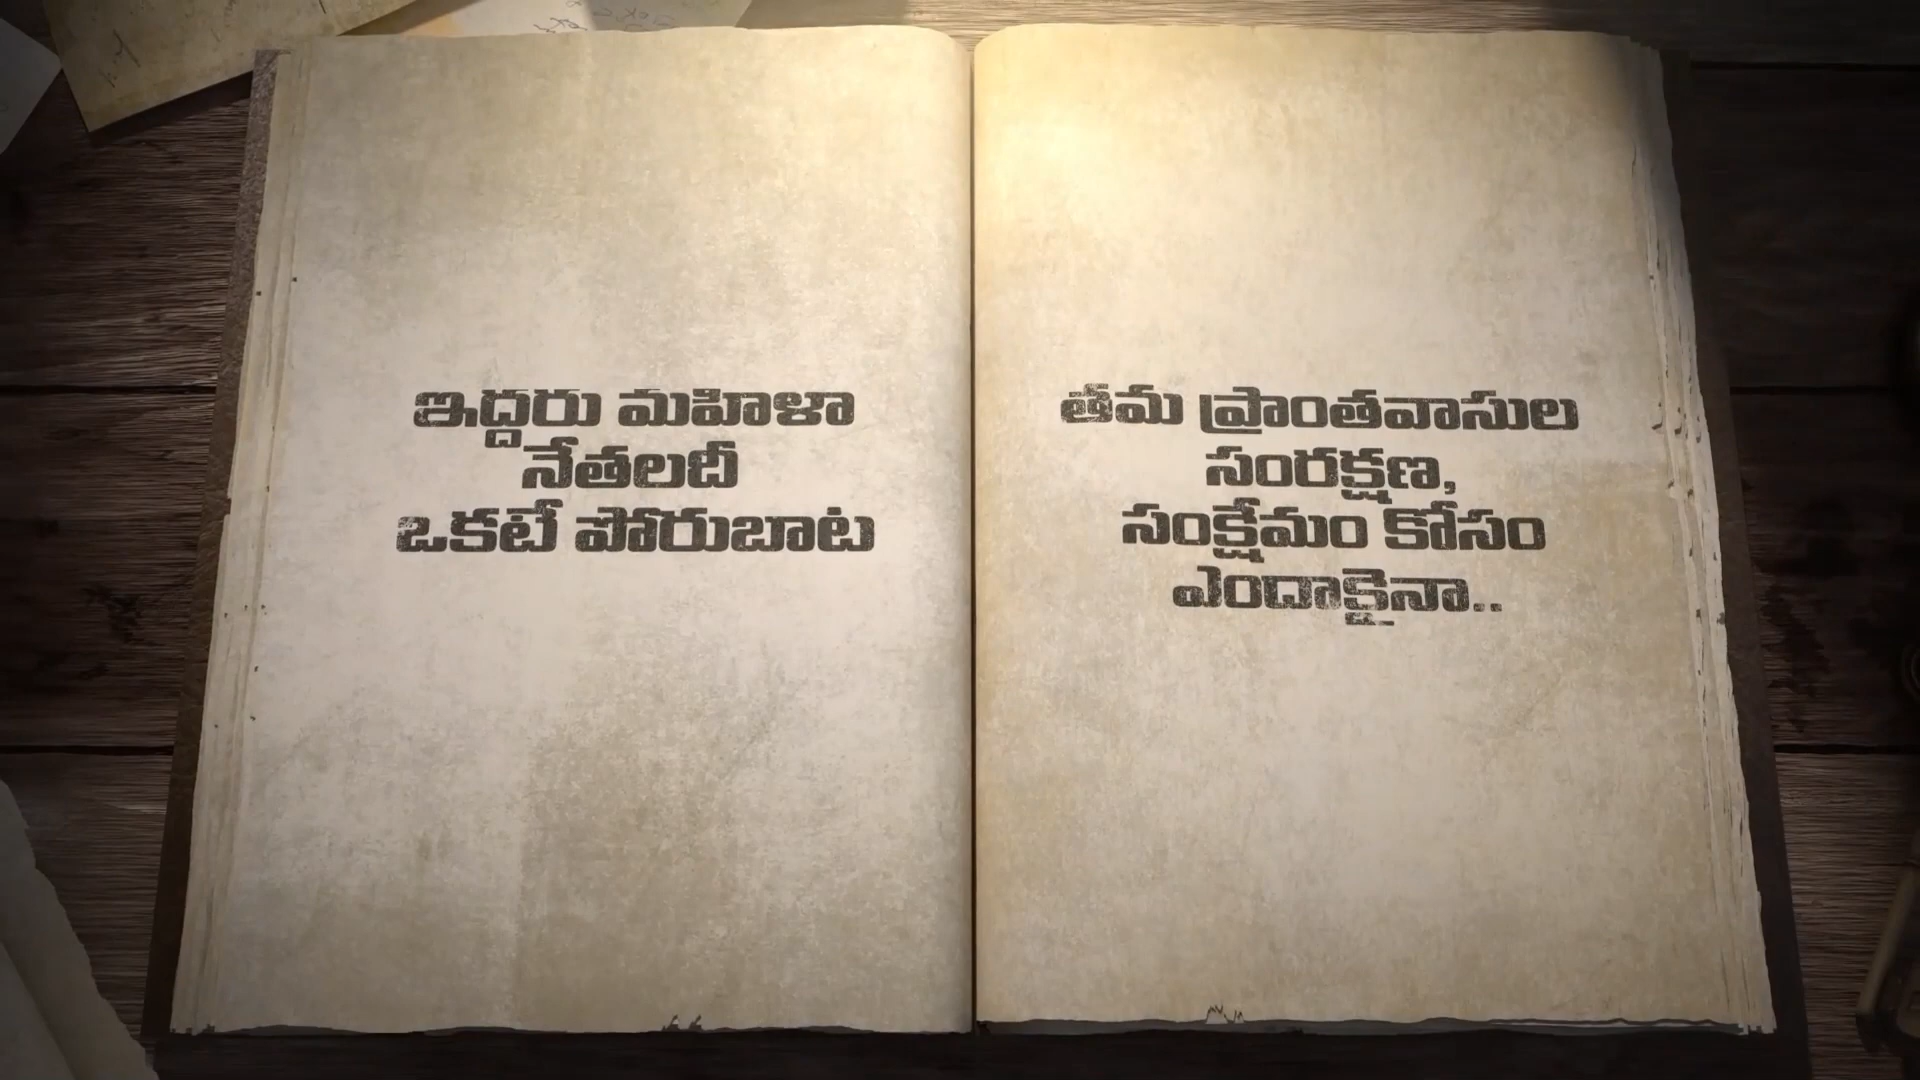 ఇద్దరు మహిళా
నేతలదీ
ఒకటే పోరుబాట
తమ ప్రాంతవాసుల
సంరక్షణ,
సంక్షేమం కోసం
ఎందాకైనా..